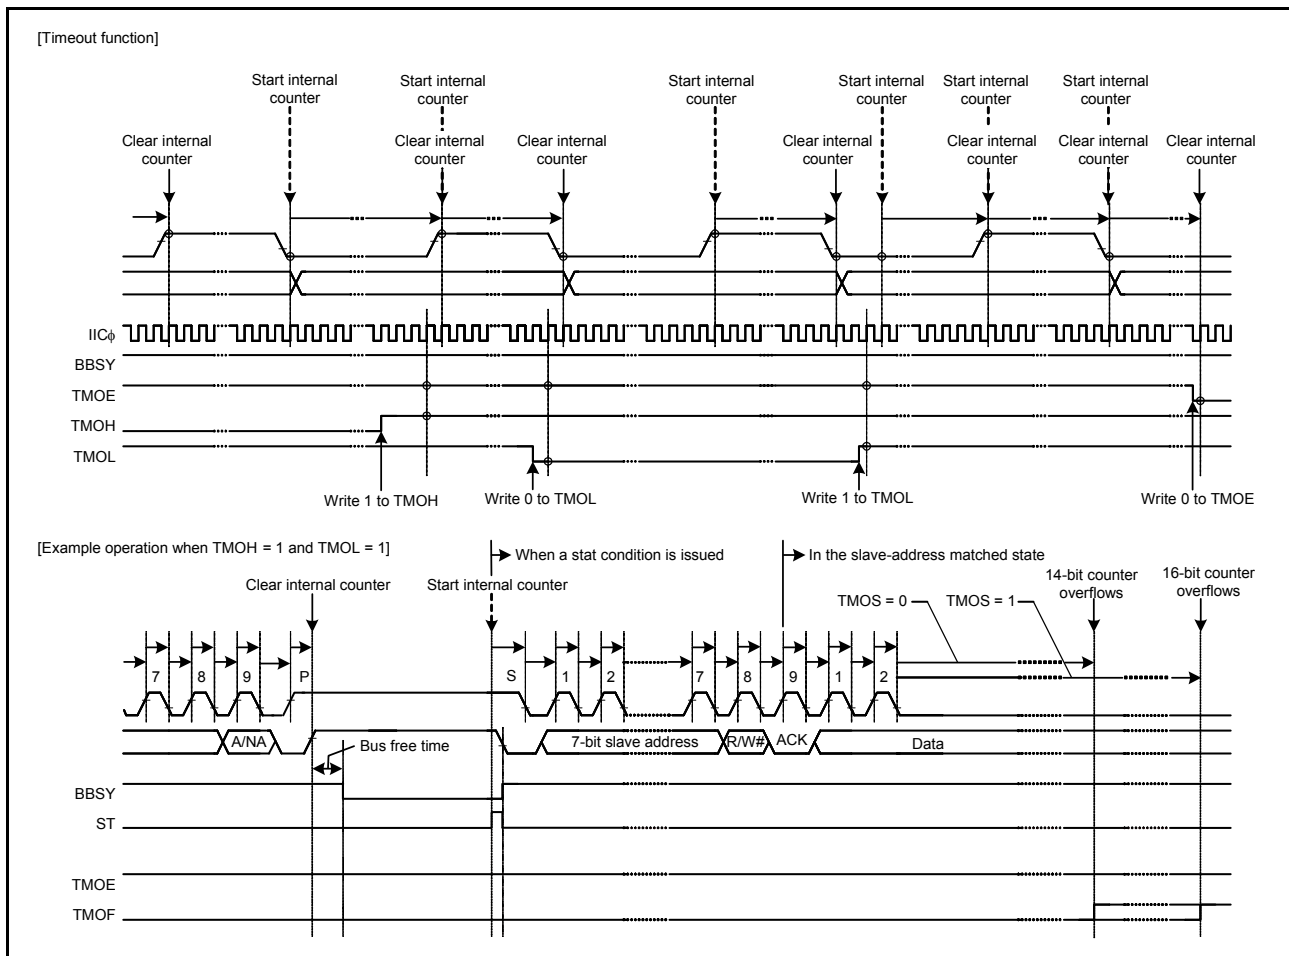 [Timeout function]
Start internal
counter
Start internal
counter
Start internal
counter
Start internal
counter
Start internal
counter
Start internal
counter
Clear internal
counter
Clear internal
counter
Clear internal
counter
Clear internal
counter
Clear internal
counter
Clear internal
counter
Clear internal
counter
IICϕ
BBSY
TMOE
TMOH
TMOL
Write 1 to TMOH
Write 0 to TMOL
Write 1 to TMOL
Write 0 to TMOE
[Example operation when TMOH = 1 and TMOL = 1]
When a stat condition is issued
In the slave-address matched state
Clear internal counter
Start internal counter
14-bit counter
overflows
16-bit counter
overflows
TMOS = 0
TMOS = 1
7 8 9 P S 1 2 7 8 9 1 2
A/NA
Bus free time
7-bit slave address
R/W#
ACK
Data
BBSY
ST
TMOE
TMOF